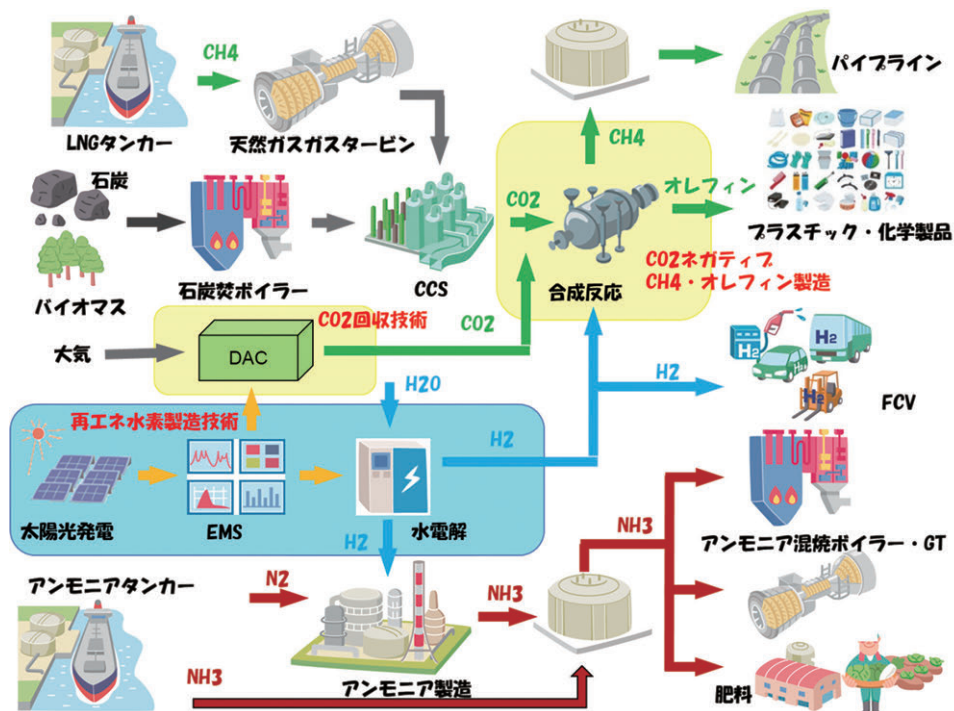 CH4
LNGタンカー
天然ガスガスタービン
パイプライン
石炭
バイオマス
石炭焚ボイラー
CCS
CO2
合成反応
CH4
オレフィン
プラスチック・化学製品
CO2ネガティブ
CH4・オレフィン製造
CO2回収技術
CO2
大気
DAC
H2O
H2
H2
H2
H2
FCV
再エネ水素製造技術
H2
太陽光発電
EMS
水電解
H2
NH3
アンモニア混焼ボイラー・GT
アンモニアタンカー
N2
NH3
NH3
アンモニア製造
肥料